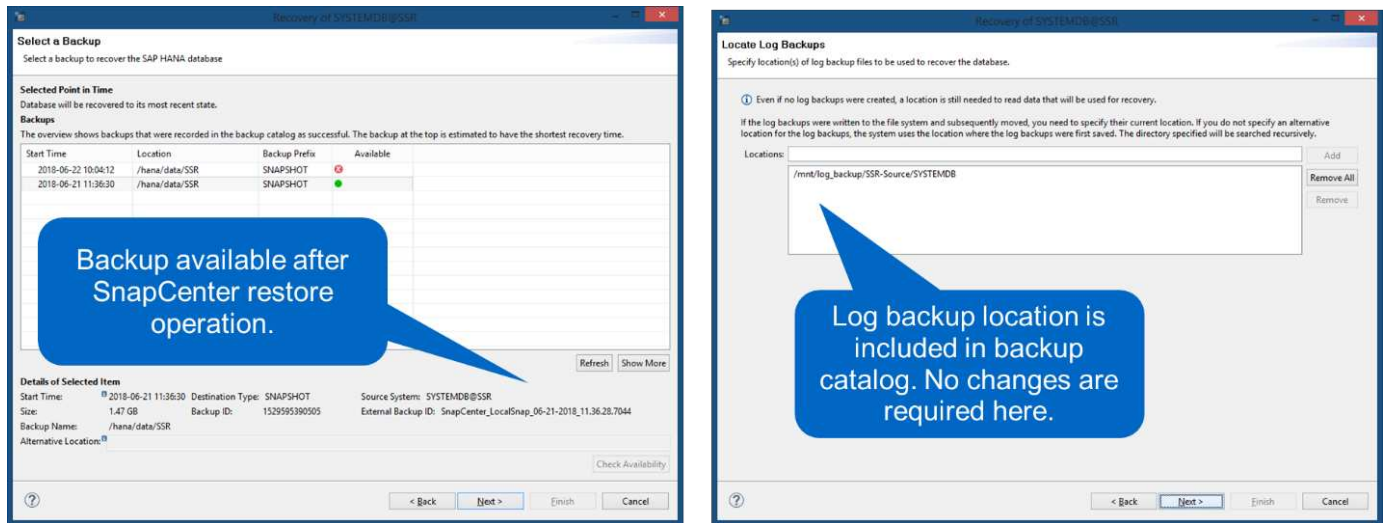 Recovery of SYSTEMDB@SSR
Select a Backup
Select a backup to recover the SAP HANA database
Selected Point in Time
Database will be recovered to its most recent state.
Backups
The overview shows backups that were recorded in the backup catalog as successful. The backup at the top is estimated to have the shortest recovery time.
Start Time Location Backup Prefix Available
2018-06-22 10:04:12 /hana/data/SSR SNAPSHOT
2018-06-21 11:36:30 /hana/data/SSR SNAPSHOT
Backup available after
SnapCenter restore
operation.
Refresh Show More
Details of Selected Item
Start Time: 2018-06-21 11:36:30 Destination Type: SNAPSHOT Source System: SYSTEMDB@SSR
Size: 1.47 GB Backup ID: 1529595390505 External Backup ID: SnapCenter_LocalSnap_06-21-2018_11.36.28.7044
Backup Name: /hana/data/SSR
Alternative Location:
Check Availability
? < Back Next > Finish Cancel
Recovery of SYSTEMDB@SSR
Locate Log Backups
Specify location(s) of log backup files to be used to recover the database.
Even if no log backups were created, a location is still needed to read data that will be used for recovery.
If the log backups were written to the file system and subsequently moved, you need to specify their current location. If you do not specify an alternative
location for the log backups, the system uses the location where the log backups were first saved. The directory specified will be searched recursively.
Locations: Add
/mnt/log_backup/SSR-Source/SYSTEMDB Remove All
Remove
Log backup location is
included in backup
catalog. No changes are
required here.
? < Back Next > Finish Cancel